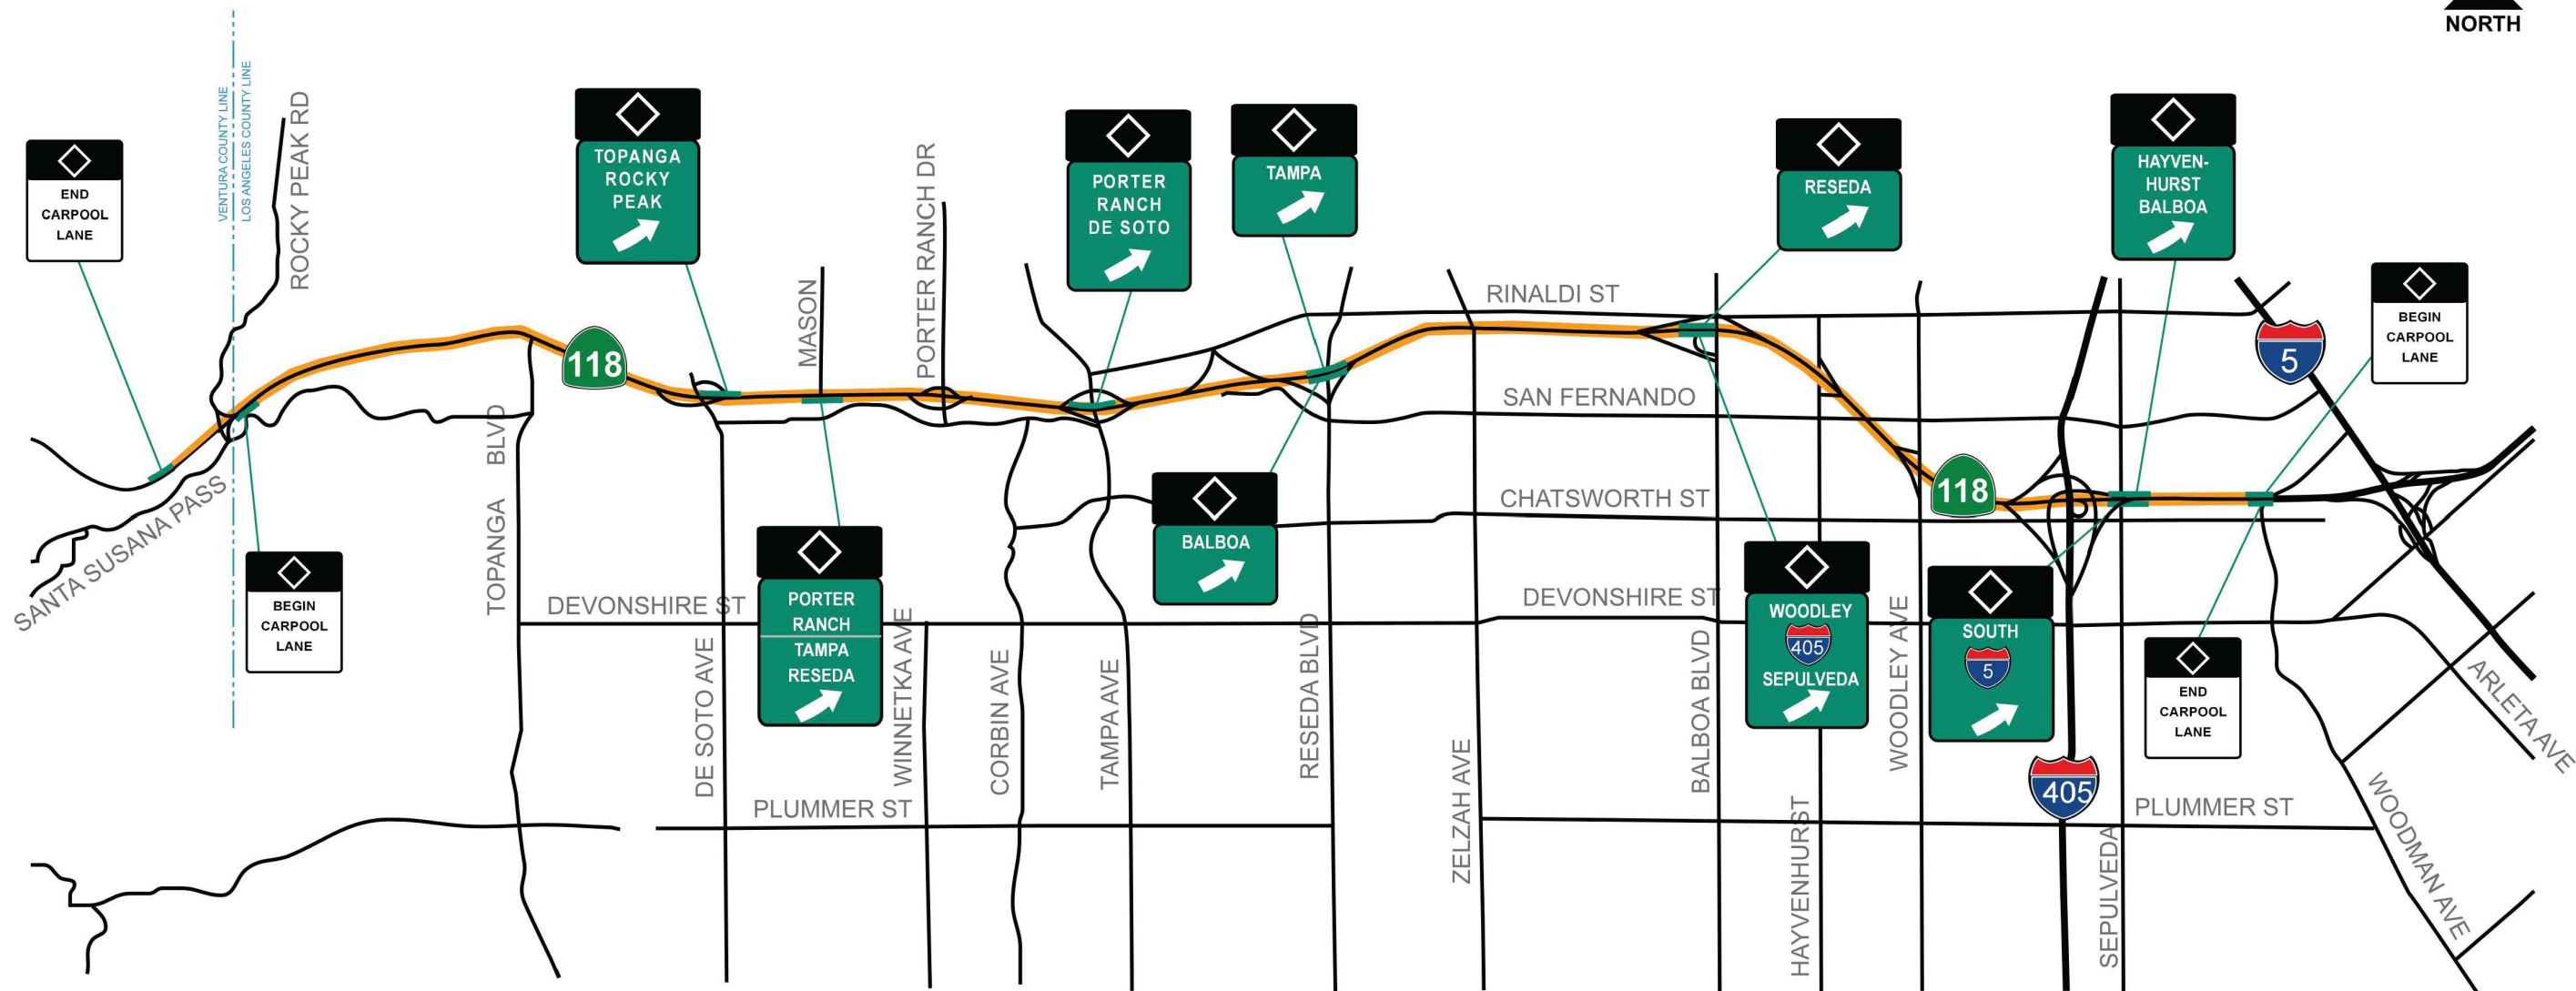 NORTH
VENTURA COUNTY LINE
LOS ANGELES COUNTY LINE
ROCKY PEAK RD
END
CARPOOL
LANE
TOPANGA
ROCKY
PEAK
118
MASON
PORTER RANCH DR
PORTER
RANCH
DE SOTO
TAMPA
RINALDI ST
RESEDA
HAYVEN-
HURST
BALBOA
5
BEGIN
CARPOOL
LANE
SAN FERNANDO
SANTA SUSANA PASS
BEGIN
CARPOOL
LANE
TOPANGA BLVD
DEVONSHIRE ST
DE SOTO AVE
PORTER
RANCH
TAMPA
RESEDA
WINNETKA AVE
CORBIN AVE
TAMPA AVE
BALBOA
RESEDA BLVD
CHATSWORTH ST
118
DEVONSHIRE ST
ZELZAH AVE
BALBOA BLVD
WOODLEY
405
SEPULVEDA
HAYVENHURST
WOODLEY AVE
SOUTH
5
405
END
CARPOOL
LANE
SEPULVEDA
ARLETA AVE
WOODMAN AVE
PLUMMER ST
PLUMMER ST